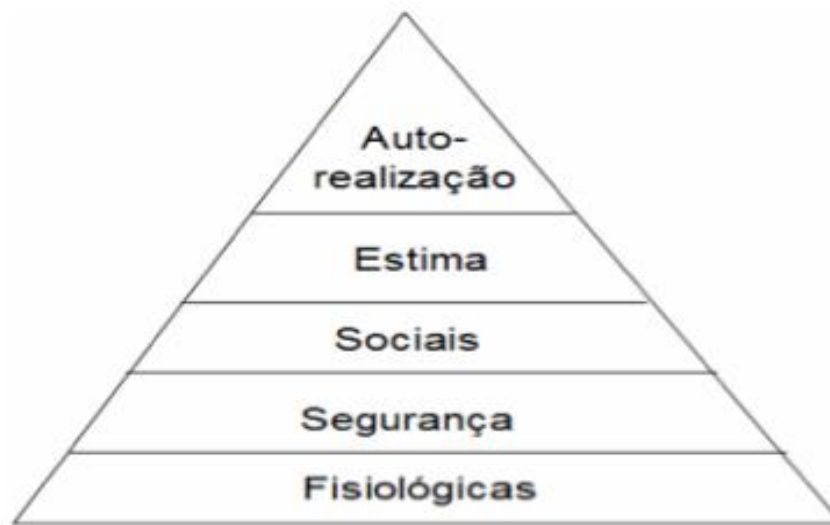 Auto-
realização
Estima
Sociais
Segurança
Fisiológicas